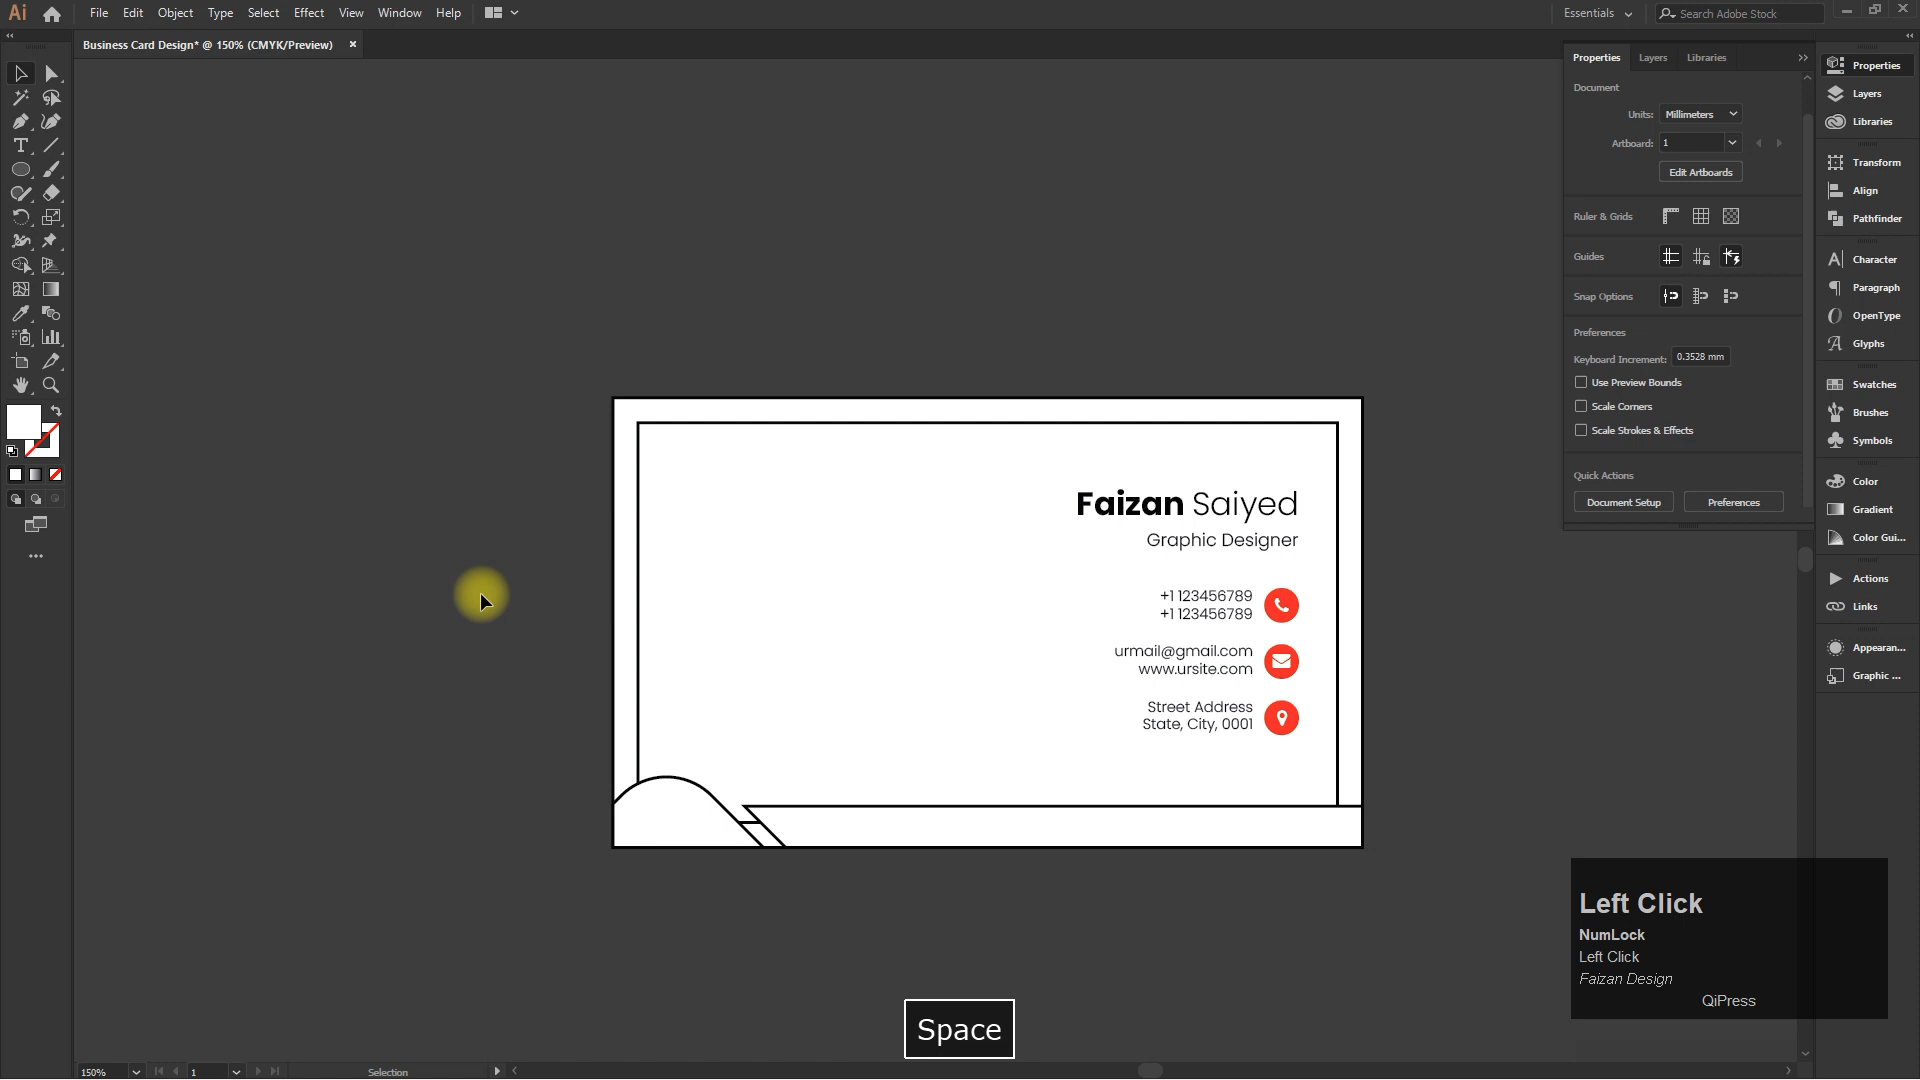 Ai
File Edit Object Type Select Effect View Window Help
Essentials
Search Adobe Stock
Business Card Design* @ 150% (CMYK/Preview)
Properties Layers Libraries
Document
Units: Millimeters
Artboard: 1
Edit Artboards
Ruler & Grids
Guides
Snap Options
Preferences
Keyboard Increment: 0.3528 mm
Use Preview Bounds
Scale Corners
Scale Strokes & Effects
Quick Actions
Document Setup Preferences
Properties
Layers
Libraries
Transform
Align
Pathfinder
Character
Paragraph
OpenType
Glyphs
Swatches
Brushes
Symbols
Color
Gradient
Color Gui...
Actions
Links
Appearan...
Graphic ...
Faizan Saiyed
Graphic Designer
+1 123456789
+1 123456789
urmail@gmail.com
www.ursite.com
Street Address
State, City, 0001
Left Click
NumLock
Left Click
Faizan Design
QiPress
Space
150% 1 Selection